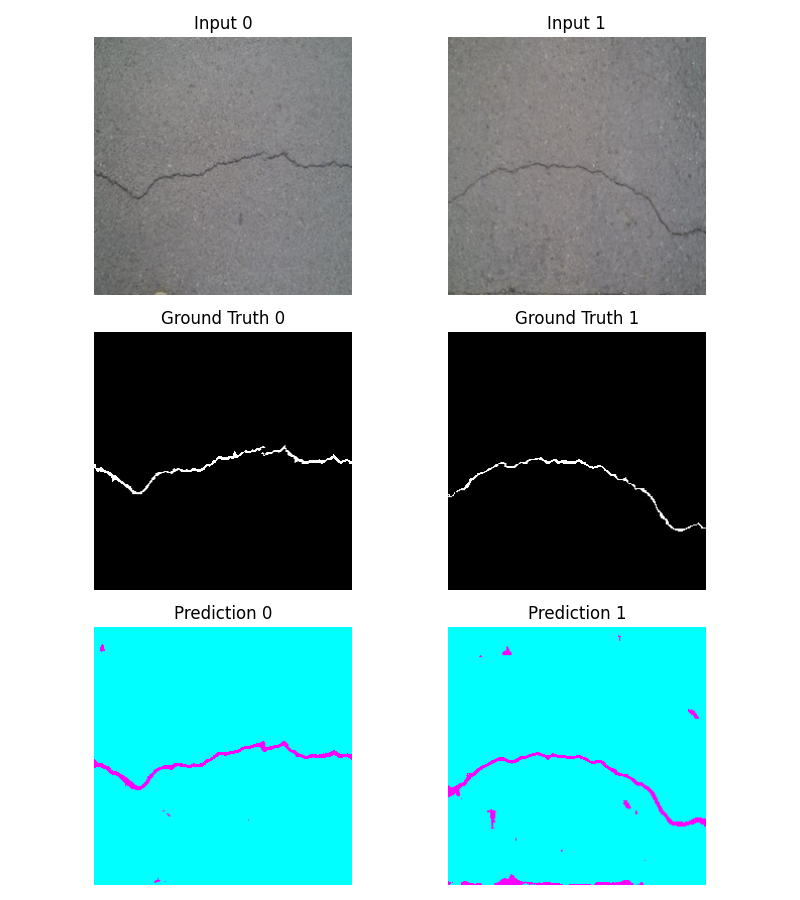 Input 0
Input 1
Ground Truth 0
Ground Truth 1
Prediction 0
Prediction 1